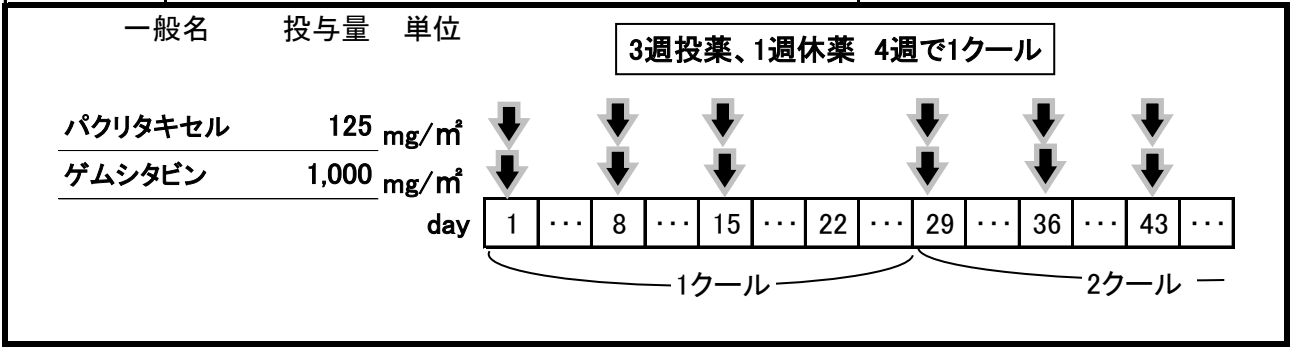 一般名 投与量 単位
3週投薬、1週休薬 4週で1クール
パクリタキセル 125 mg/㎡
ゲムシタビン 1,000 mg/㎡
day 1 ・・・ 8 ・・・ 15 ・・・ 22 ・・・ 29 ・・・ 36 ・・・ 43 ・・・
1クール 2クール